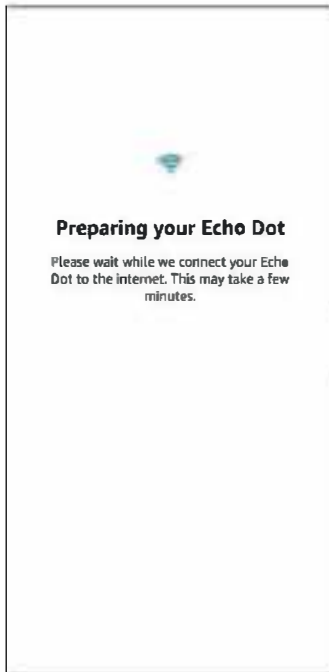 Preparing your Echo Dot
Please wait while we connect your Echo
Dot to the internet. This may take a few
minutes.